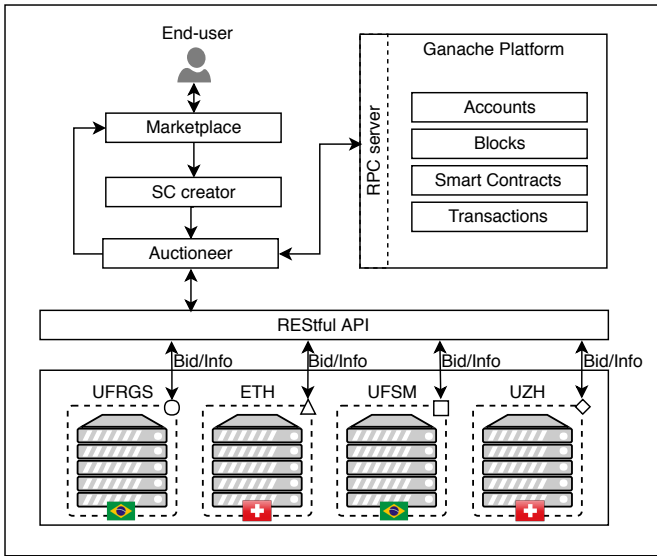 End-user
Marketplace
SC creator
Auctioneer
Ganache Platform
RPC server
Accounts
Blocks
Smart Contracts
Transactions
REStful API
Bid/Info Bid/Info Bid/Info Bid/Info
UFRGS ETH UFSM UZH